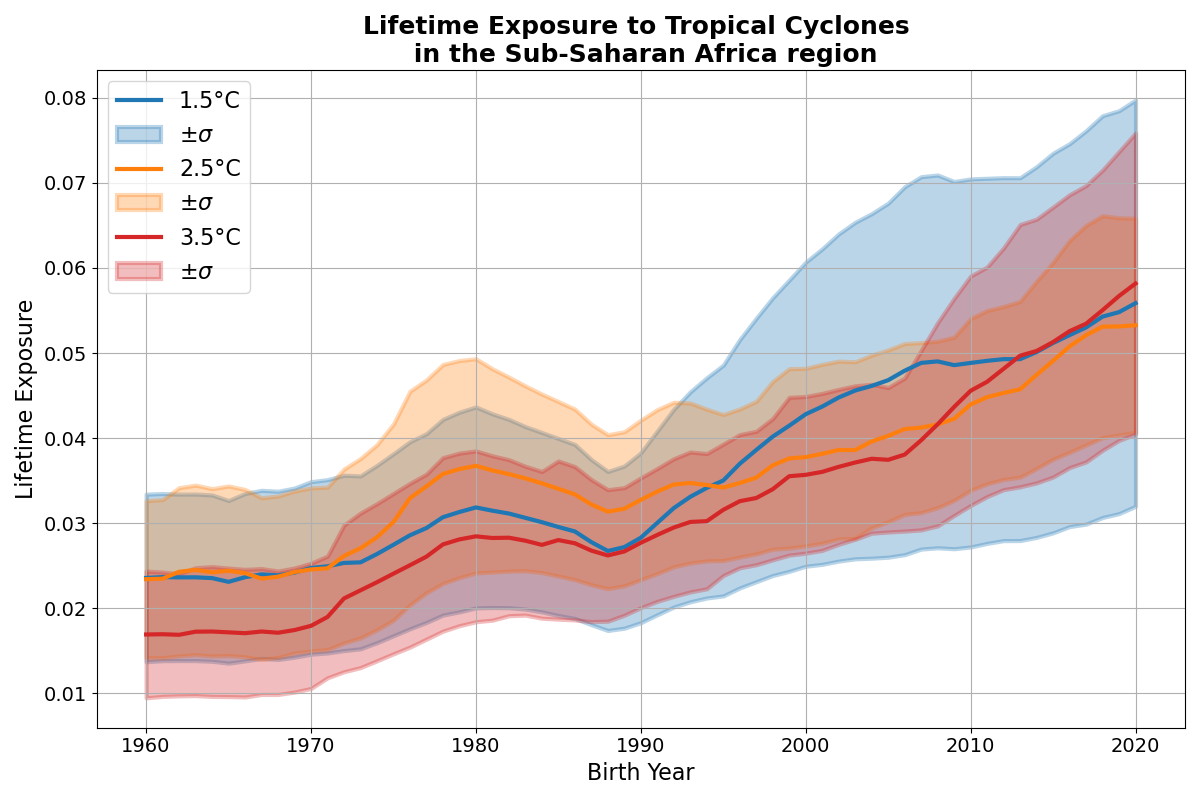 Lifetime Exposure to Tropical Cyclones
in the Sub-Saharan Africa region
1.5°C
±σ
2.5°C
±σ
3.5°C
±σ
Lifetime Exposure
0.08
0.07
0.06
0.05
0.04
0.03
0.02
0.01
1960 1970 1980 1990 2000 2010 2020
Birth Year